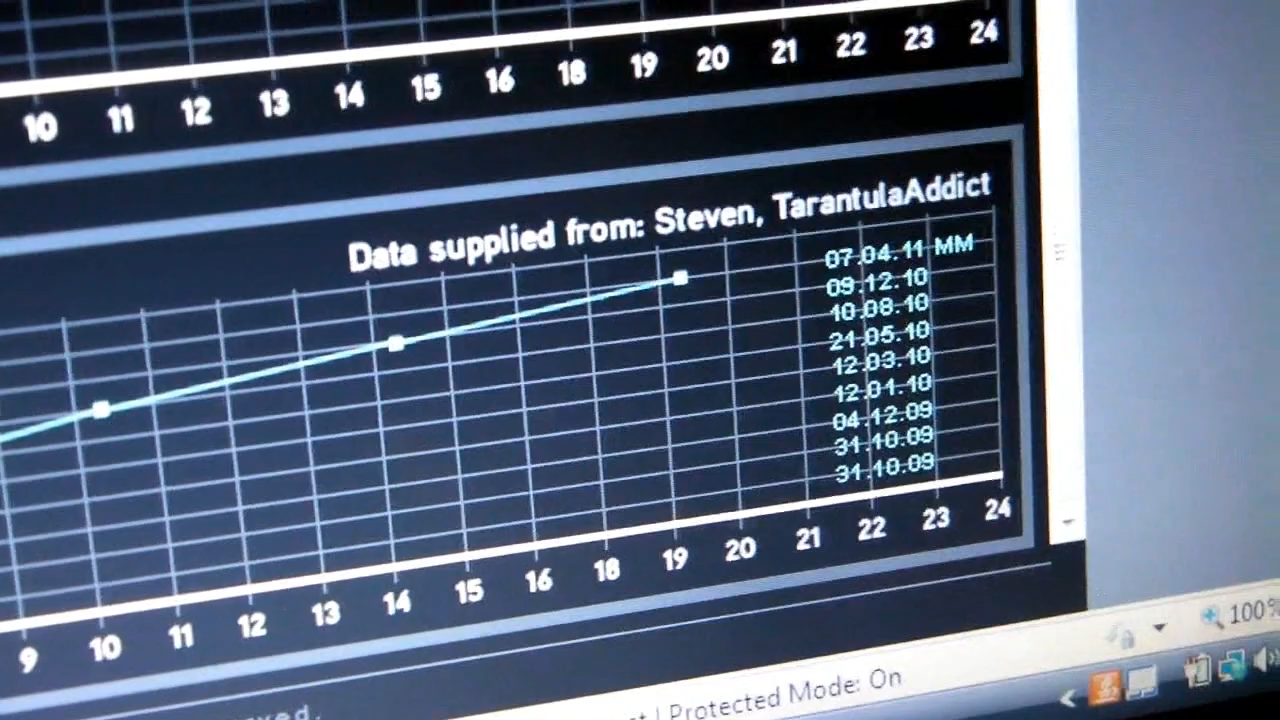 10 11 12 13 14 15 16 18 19 20 21 22 23 24
Data supplied from: Steven, TarantulaAddict
07.04.11 MM
09.12.10
10.08.10
21.05.10
12.03.10
12.01.10
04.12.09
31.10.09
31.10.09
9 10 11 12 13 14 15 16 18 19 20 21 22 23 24
100%
| Protected Mode: On